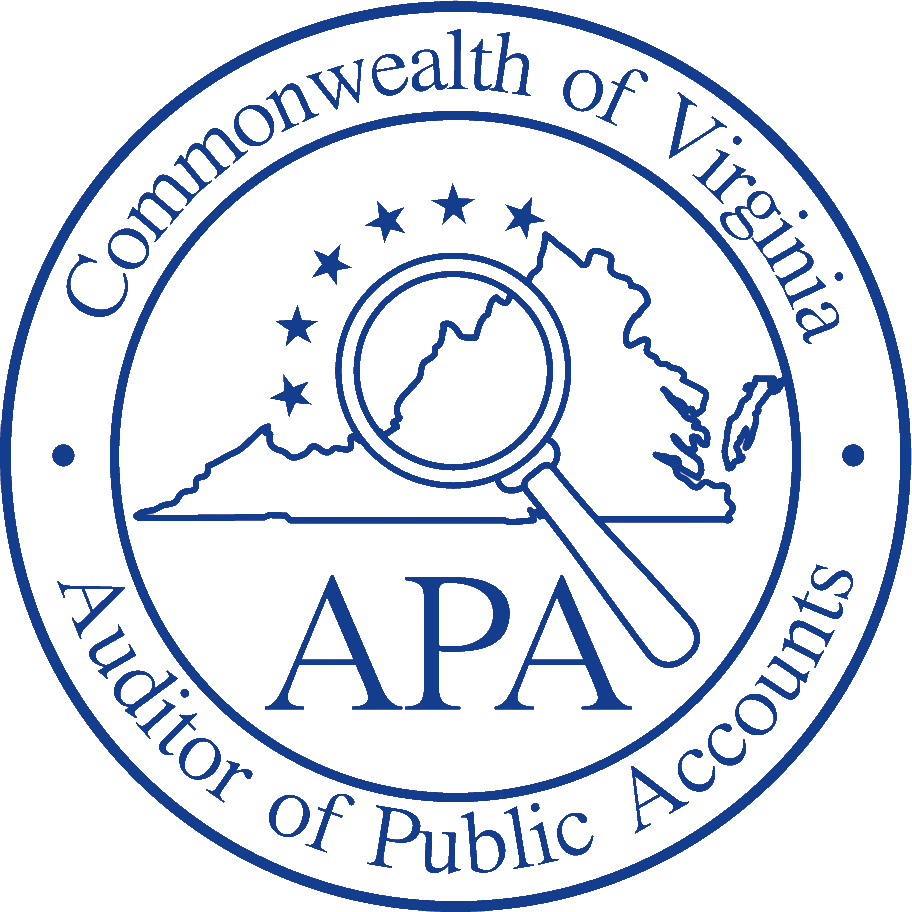 Commonwealth of Virginia
APA
Auditor of Public Accounts